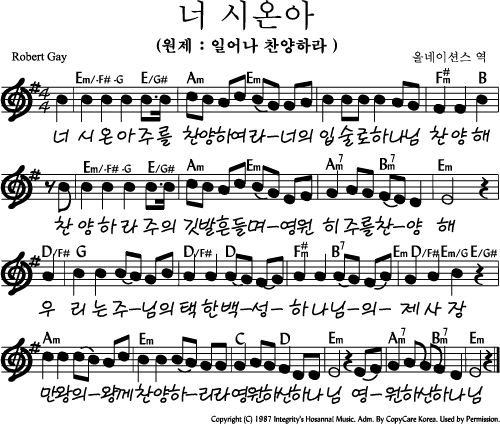 너 시온아
(원제 : 일어나 찬양하라 )
Robert Gay
올네이션스 역
Em/·F# ·G E/G# Am Em Am Em F#m B
너 시 온 아 주를 찬양하여라-너의 입술로하나님 찬양해
Em/·F# ·G E/G# Am Em Am7 Bm7 Em
찬 양 하 라 주의 깃발흔들며-영원 히 주를찬-양 해
D/F# G D/F# D F#m B7 Em D/F# Em/G E/G#
우 리 는 주-님의 택 한 백-성- 하나님-의- 제 사 장
Am Em C D Em Am7 Bm7 Em
만왕의-왕께 찬양하-리라 영원하신하나 님 영-원하신하나님
Copyright (C) 1987 Integrity's Hosanna! Music. Adm. By CopyCare Korea. Used by Permission.